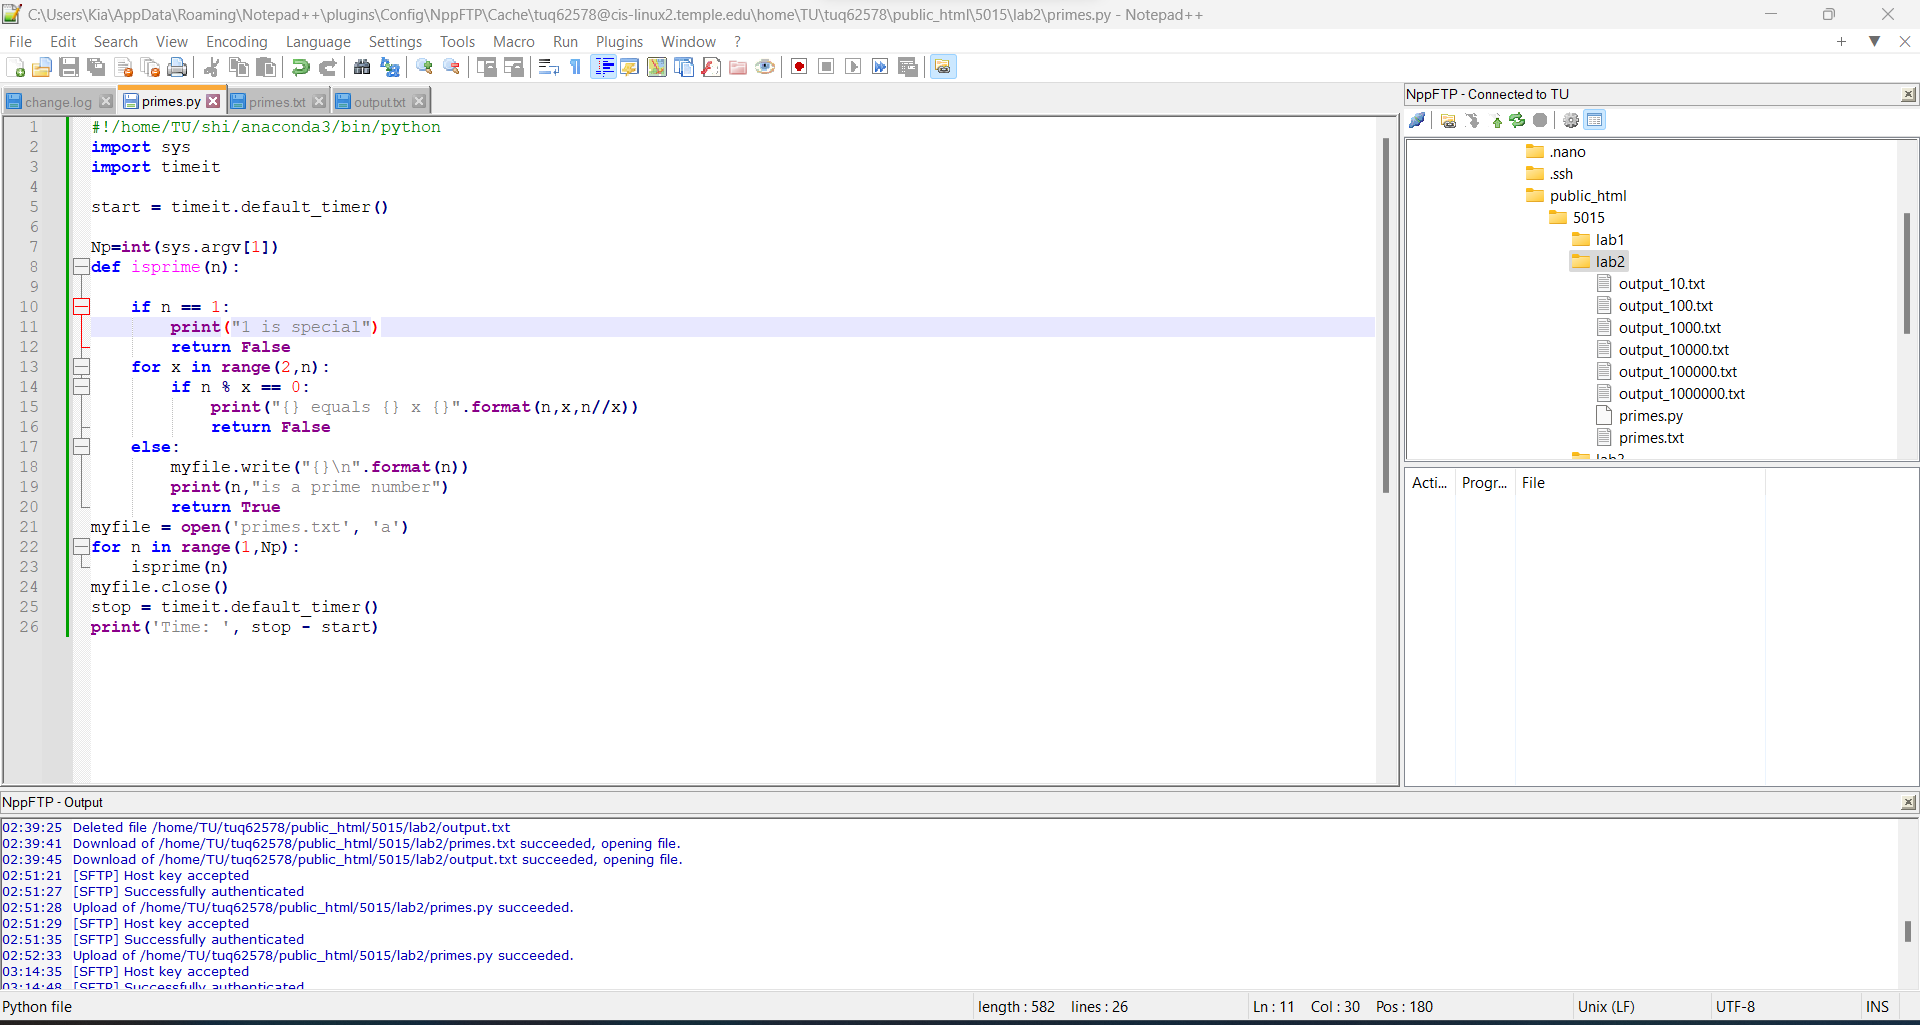 C:\Users\Kia\AppData\Roaming\Notepad++\plugins\Config\NppFTP\Cache\tuq62578@cis-linux2.temple.edu\home\TU\tuq62578\public_html\5015\lab2\primes.py - Notepad++
File Edit Search View Encoding Language Settings Tools Macro Run Plugins Window ?
change.log primes.py primes.txt output.txt
1 #!/home/TU/shi/anaconda3/bin/python
2 import sys
3 import timeit
4
5 start = timeit.default_timer()
6
7 Np=int(sys.argv[1])
8 def isprime(n):
9
10     if n == 1:
11         print("1 is special")
12         return False
13     for x in range(2,n):
14         if n % x == 0:
15             print("{} equals {} x {}".format(n,x,n//x))
16             return False
17     else:
18         myfile.write("{}\n".format(n))
19         print(n,"is a prime number")
20         return True
21 myfile = open('primes.txt', 'a')
22 for n in range(1,Np):
23     isprime(n)
24 myfile.close()
25 stop = timeit.default_timer()
26 print('Time: ', stop - start)
NppFTP - Connected to TU
.nano
.ssh
public_html
5015
lab1
lab2
output_10.txt
output_100.txt
output_1000.txt
output_10000.txt
output_100000.txt
output_1000000.txt
primes.py
primes.txt
Acti... Progr... File
NppFTP - Output
02:39:25 Deleted file /home/TU/tuq62578/public_html/5015/lab2/output.txt
02:39:41 Download of /home/TU/tuq62578/public_html/5015/lab2/primes.txt succeeded, opening file.
02:39:45 Download of /home/TU/tuq62578/public_html/5015/lab2/output.txt succeeded, opening file.
02:51:21 [SFTP] Host key accepted
02:51:27 [SFTP] Successfully authenticated
02:51:28 Upload of /home/TU/tuq62578/public_html/5015/lab2/primes.py succeeded.
02:51:29 [SFTP] Host key accepted
02:51:35 [SFTP] Successfully authenticated
02:52:33 Upload of /home/TU/tuq62578/public_html/5015/lab2/primes.py succeeded.
03:14:35 [SFTP] Host key accepted
03:14:48 [SFTP] Successfully authenticated
Python file length : 582 lines : 26 Ln : 11 Col : 30 Pos : 180 Unix (LF) UTF-8 INS